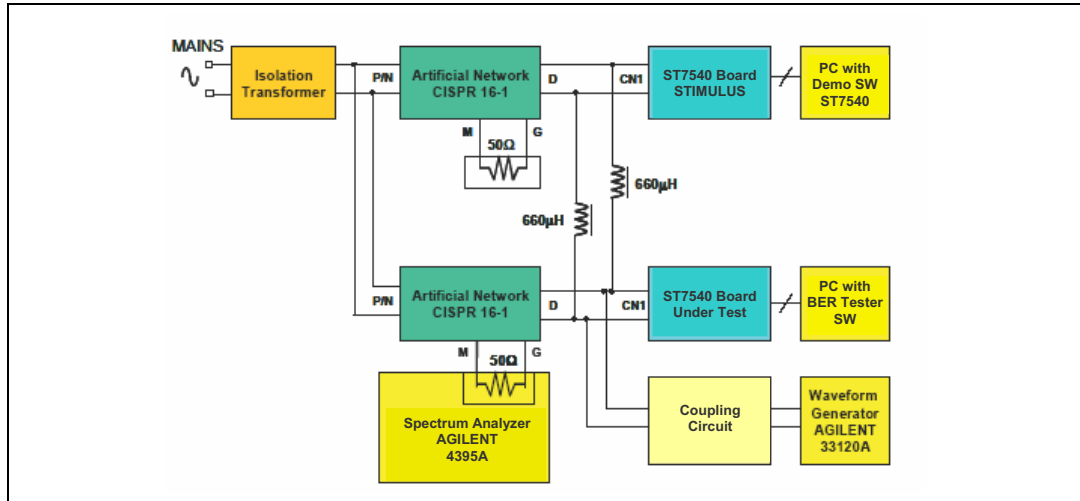 MAINS
Isolation
Transformer
P/N
Artificial Network
CISPR 16-1
D
CN1
ST7540 Board
STIMULUS
PC with
Demo SW
ST7540
M
G
50Ω
660µH
660µH
P/N
Artificial Network
CISPR 16-1
D
CN1
ST7540 Board
Under Test
PC with
BER Tester
SW
M
G
50Ω
Spectrum Analyzer
AGILENT
4395A
Coupling
Circuit
Waveform
Generator
AGILENT
33120A